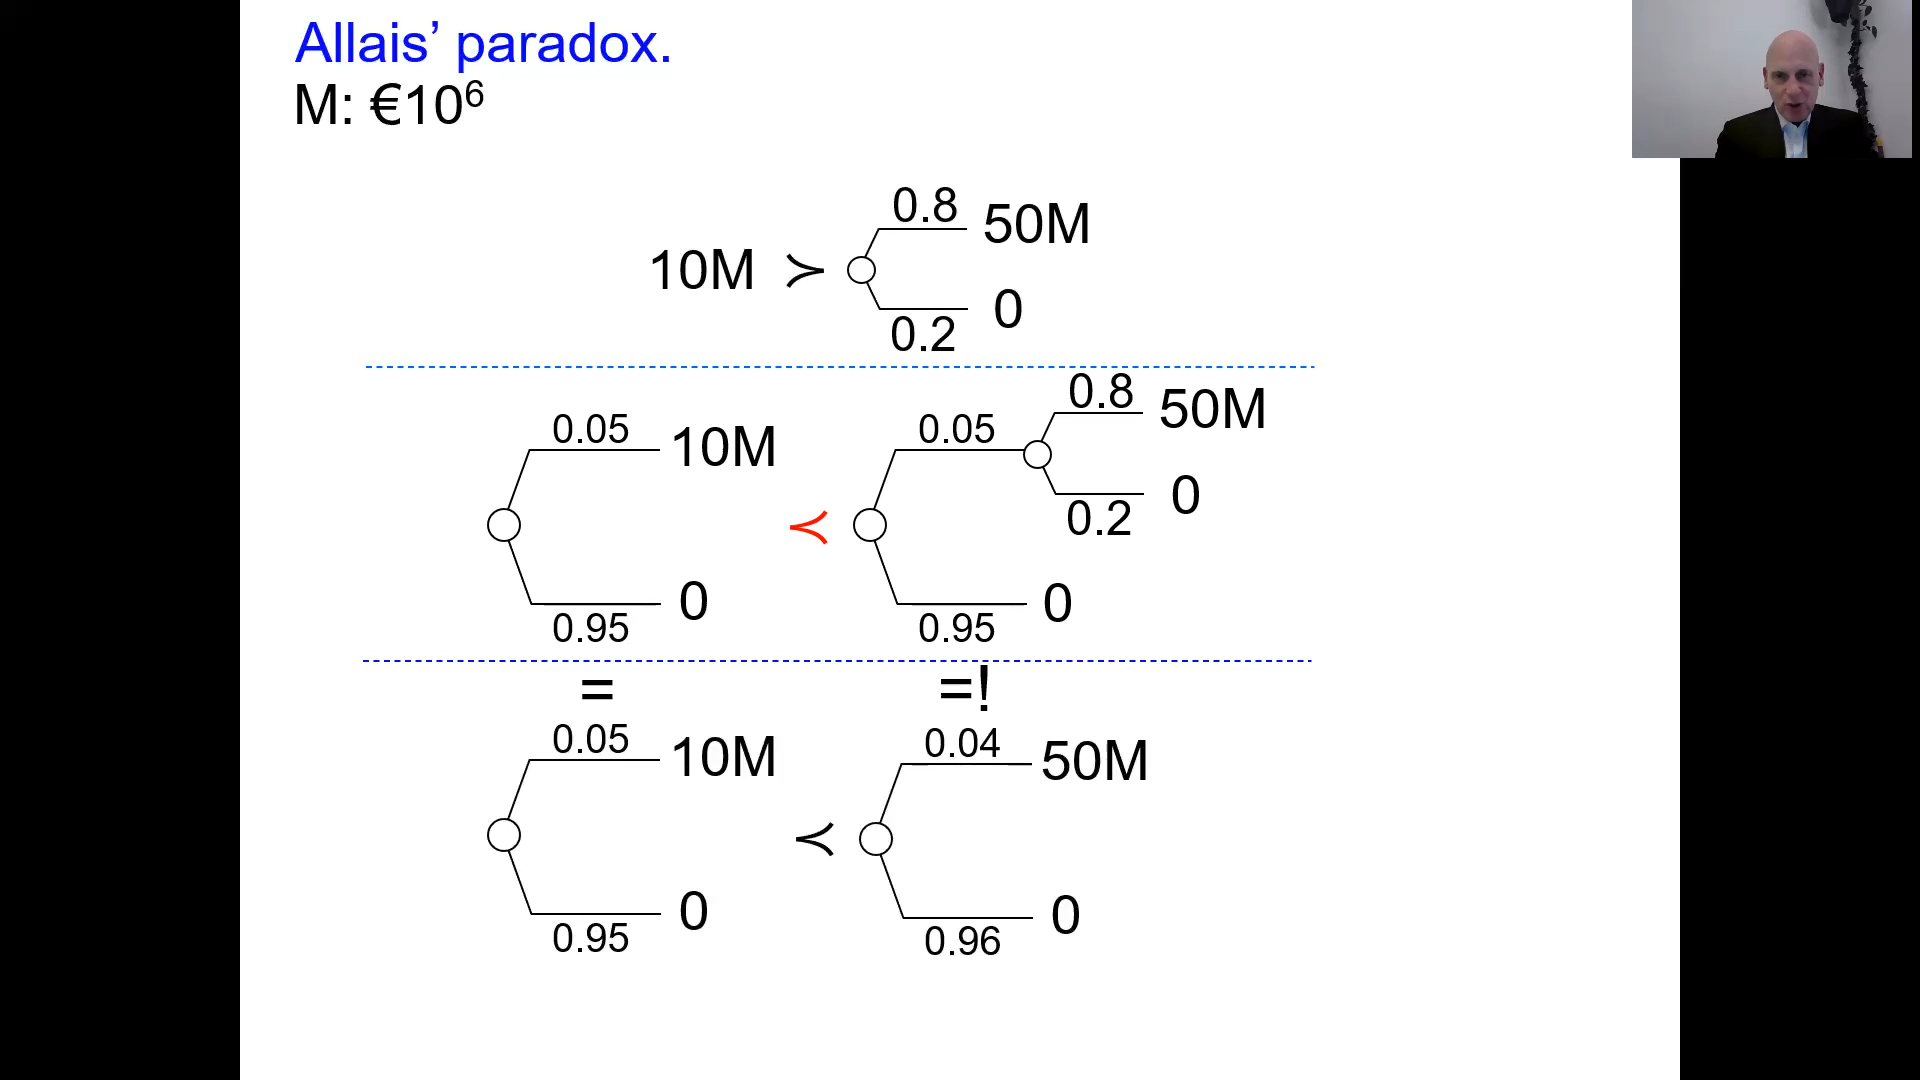 Allais’ paradox.
M: €10⁶
0.8 50M
10M ≻
0.2 0
0.8 50M
0.05 10M 0.05
0.2 0
≺
0 0
0.95 0.95
= =!
0.05 10M 0.04 50M
≺
0 0
0.95 0.96